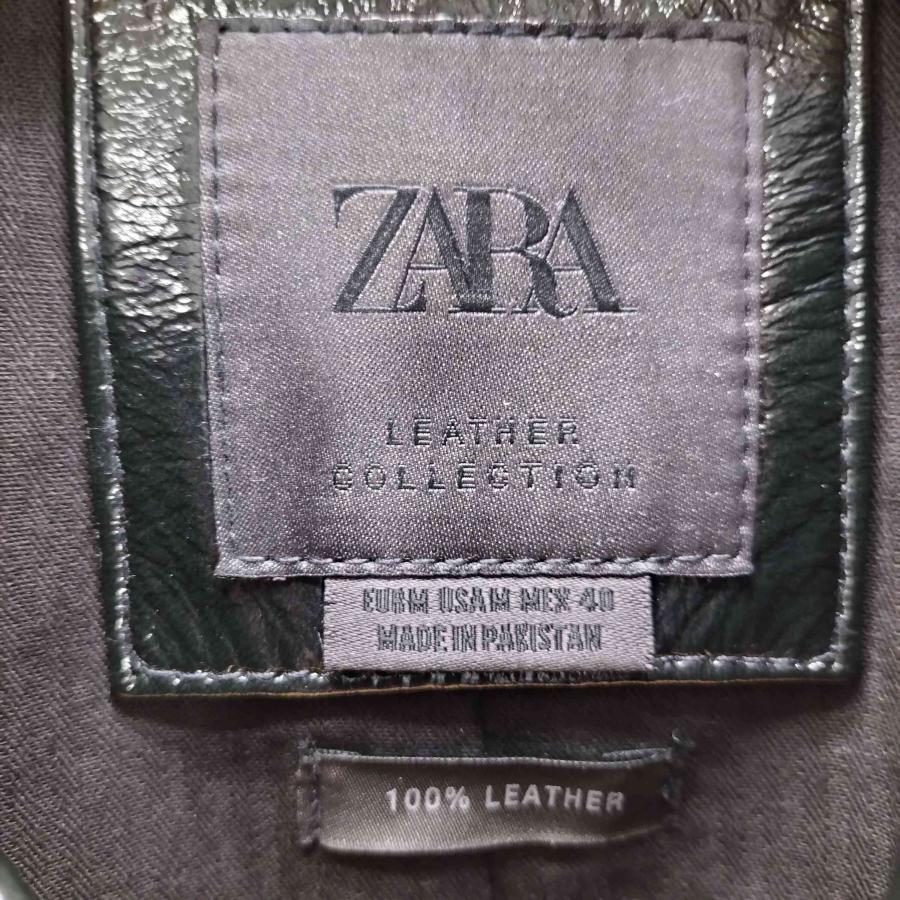 ZARA
LEATHER
COLLECTION
EUR M USA M MEX 40
MADE IN PAKISTAN
100% LEATHER